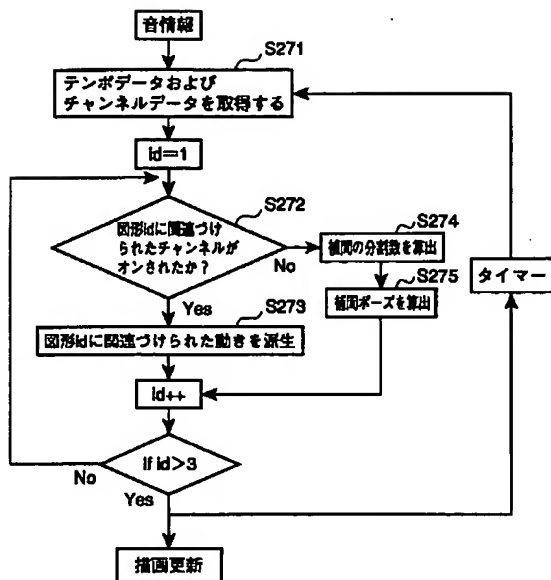 音情報
S271
テンポデータおよび
チャンネルデータを取得する
id=1
S272
図形idに関連づけ
られたチャンネルが
オンされたか？
No
S274
補間の分割数を算出
S275
補間ポーズを算出
タイマー
Yes
S273
図形idに関連づけられた動きを派生
id++
if id>3
No
Yes
描画更新